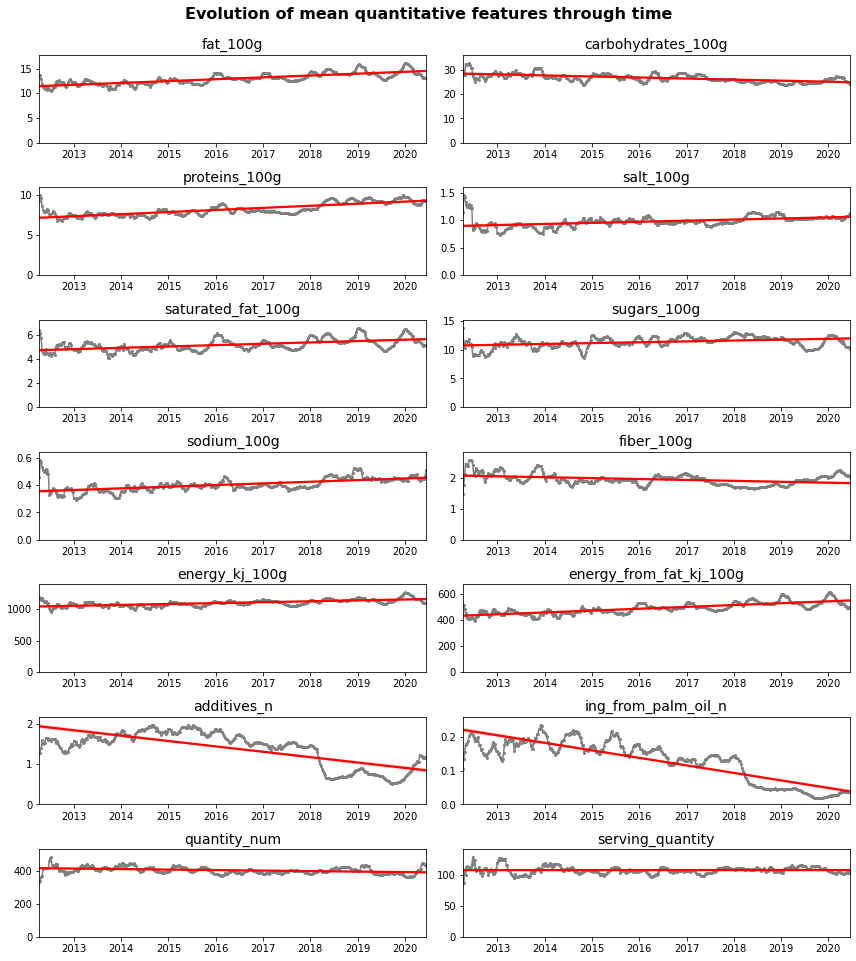 Evolution of mean quantitative features through time
fat_100g
15
10
5
0
2013 2014 2015 2016 2017 2018 2019 2020
carbohydrates_100g
30
20
10
0
2013 2014 2015 2016 2017 2018 2019 2020
proteins_100g
10
5
0
2013 2014 2015 2016 2017 2018 2019 2020
salt_100g
1.5
1.0
0.5
0.0
2013 2014 2015 2016 2017 2018 2019 2020
saturated_fat_100g
6
4
2
0
2013 2014 2015 2016 2017 2018 2019 2020
sugars_100g
15
10
5
0
2013 2014 2015 2016 2017 2018 2019 2020
sodium_100g
0.6
0.4
0.2
0.0
2013 2014 2015 2016 2017 2018 2019 2020
fiber_100g
2
1
0
2013 2014 2015 2016 2017 2018 2019 2020
energy_kj_100g
1000
500
0
2013 2014 2015 2016 2017 2018 2019 2020
energy_from_fat_kj_100g
600
400
200
0
2013 2014 2015 2016 2017 2018 2019 2020
additives_n
2
1
0
2013 2014 2015 2016 2017 2018 2019 2020
ing_from_palm_oil_n
0.2
0.1
0.0
2013 2014 2015 2016 2017 2018 2019 2020
quantity_num
400
200
0
2013 2014 2015 2016 2017 2018 2019 2020
serving_quantity
100
50
0
2013 2014 2015 2016 2017 2018 2019 2020